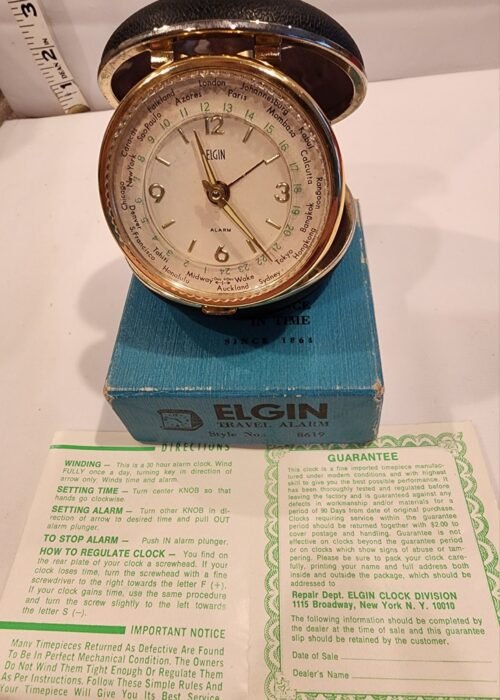 3
2
IN
London
Johannesburg
Paris
Mombasa
Kabul
Calcutta
Rangoon
Bangkok
Hongkong
Tokyo
Sydney
Wake
Auckland
Midway
Honolulu
Tahiti
S.Francisco
Denver
Chicago
New York
Caracas
Sao Paulo
Falkland
Azores
12
3
6
9
ELGIN
ALARM
IN TIME
SINCE 1864
ELGIN
TRAVEL ALARM
Style No. 8619
DIRECTIONS
WINDING — This is a 30 hour alarm clock. Wind
FULLY once a day, turning key in direction of
arrow only. Winds time and alarm.
SETTING TIME — Turn center KNOB so that
hands go clockwise.
SETTING ALARM — Turn other KNOB in di-
rection of arrow to desired time and pull OUT
alarm plunger.
TO STOP ALARM — Push IN alarm plunger.
HOW TO REGULATE CLOCK — You find on
the rear plate of your clock a screwhead. If your
clock loses time, turn the screwhead with a fine
screwdriver to the right towards the letter F (+).
If your clock gains time, use the same procedure
and turn the screw slightly to the left towards
the letter S (–).
IMPORTANT NOTICE
Many Timepieces Returned As Defective Are Found
To Be in Perfect Mechanical Condition. The Owners
Do Not Wind Them Tight Enough Or Regulate Them
As Per Instructions. Follow These Simple Rules And
Your Timepiece Will Give You Its Best Service
GUARANTEE
This clock is a fine imported timepiece manufac-
tured under modern conditions and with highest
skill to give you the best possible performance. It
has been thoroughly tested and regulated before
leaving the factory and is guaranteed against any
defects in workmanship and/or materials for a
period of 90 Days from date of original purchase.
Clocks requiring service within the guarantee
period should be returned together with $2.00 to
cover postage and handling. Guarantee is not
effective on clocks beyond the guarantee period
or on clocks which show signs of abuse or tam-
pering. Please be sure to pack your clock care-
fully, printing your name and full address both
inside and outside the package, which should be
addressed to
Repair Dept. ELGIN CLOCK DIVISION
1115 Broadway, New York N. Y. 10010
The following information should be completed by
the dealer at the time of sale and this guarantee
slip should be retained by the customer.
Date of Sale
Dealer's Name